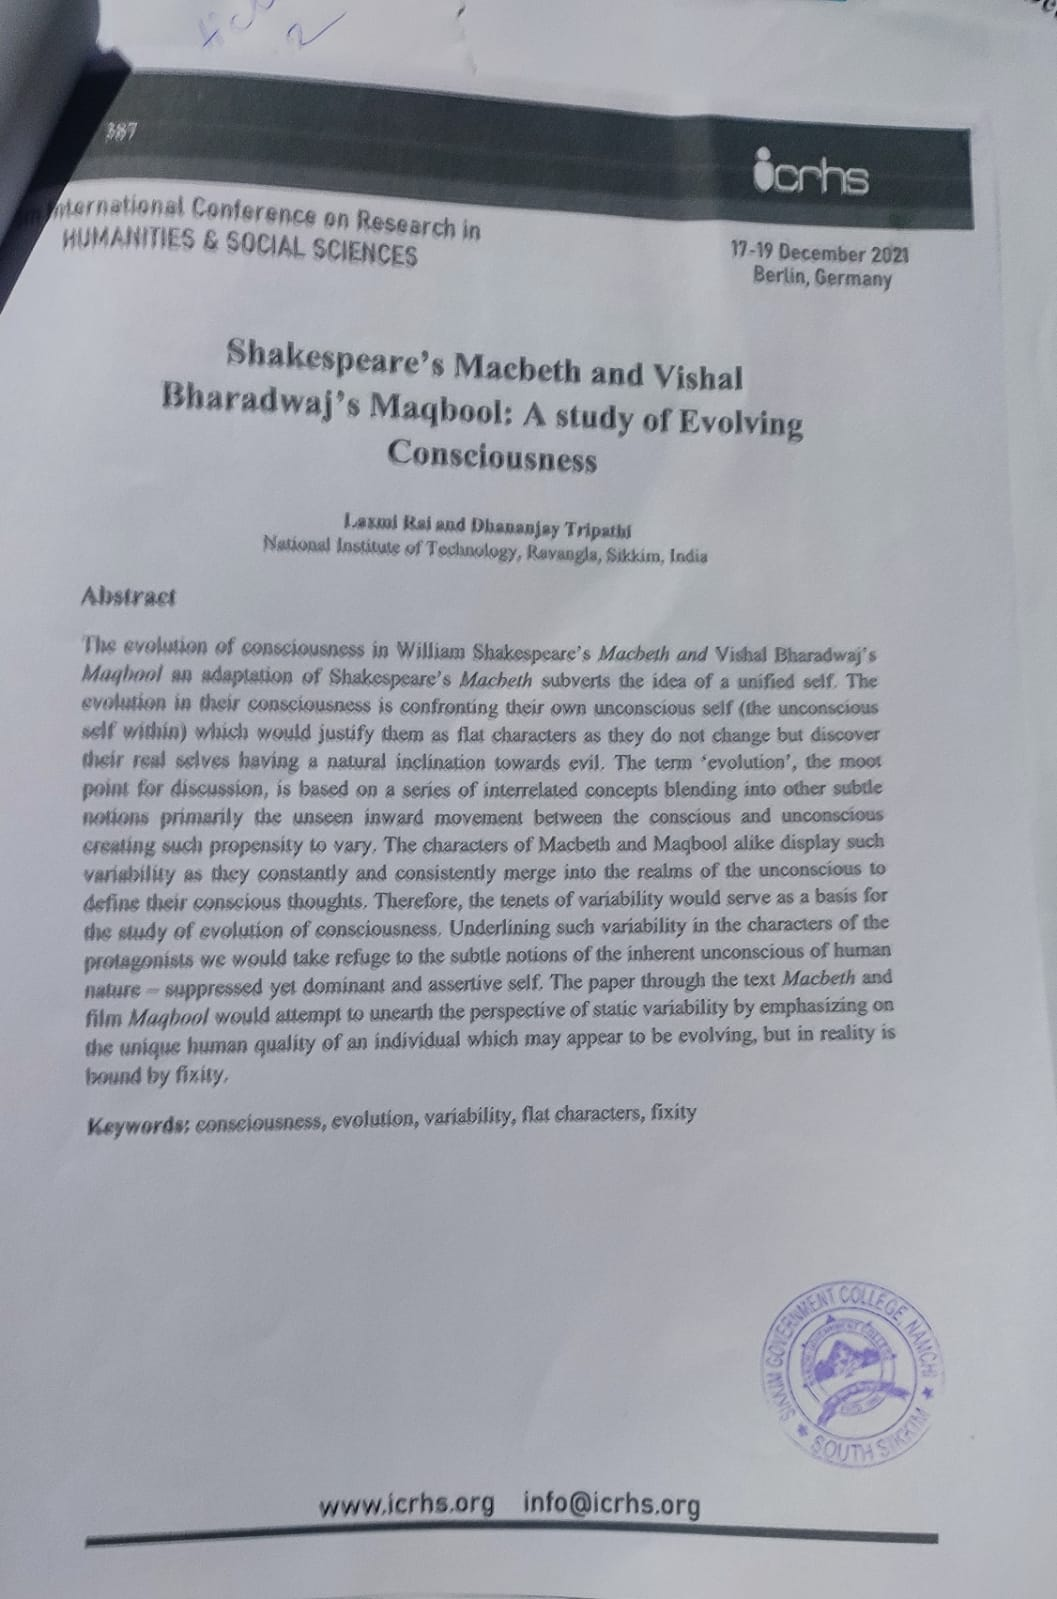 387
icrhs
International Conference on Research in
HUMANITIES & SOCIAL SCIENCES
17-19 December 2021
Berlin, Germany
Shakespeare's Macbeth and Vishal
Bharadwaj's Maqbool: A study of Evolving
Consciousness
Laxmi Rai and Dhananjay Tripathi
National Institute of Technology, Ravangla, Sikkim, India
Abstract
The evolution of consciousness in William Shakespeare's Macbeth and Vishal Bharadwaj's
Maqbool an adaptation of Shakespeare's Macbeth subverts the idea of a unified self. The
evolution in their consciousness is confronting their own unconscious self (the unconscious
self within) which would justify them as flat characters as they do not change but discover
their real selves having a natural inclination towards evil. The term 'evolution', the moot
point for discussion, is based on a series of interrelated concepts blending into other subtle
notions primarily the unseen inward movement between the conscious and unconscious
creating such propensity to vary. The characters of Macbeth and Maqbool alike display such
variability as they constantly and consistently merge into the realms of the unconscious to
define their conscious thoughts. Therefore, the tenets of variability would serve as a basis for
the study of evolution of consciousness. Underlining such variability in the characters of the
protagonists we would take refuge to the subtle notions of the inherent unconscious of human
nature – suppressed yet dominant and assertive self. The paper through the text Macbeth and
film Maqbool would attempt to unearth the perspective of static variability by emphasizing on
the unique human quality of an individual which may appear to be evolving, but in reality is
bound by fixity.
Keywords: consciousness, evolution, variability, flat characters, fixity
SIKKIM GOVERNMENT COLLEGE, NAMCHI
SOUTH SIKKIM
www.icrhs.org info@icrhs.org